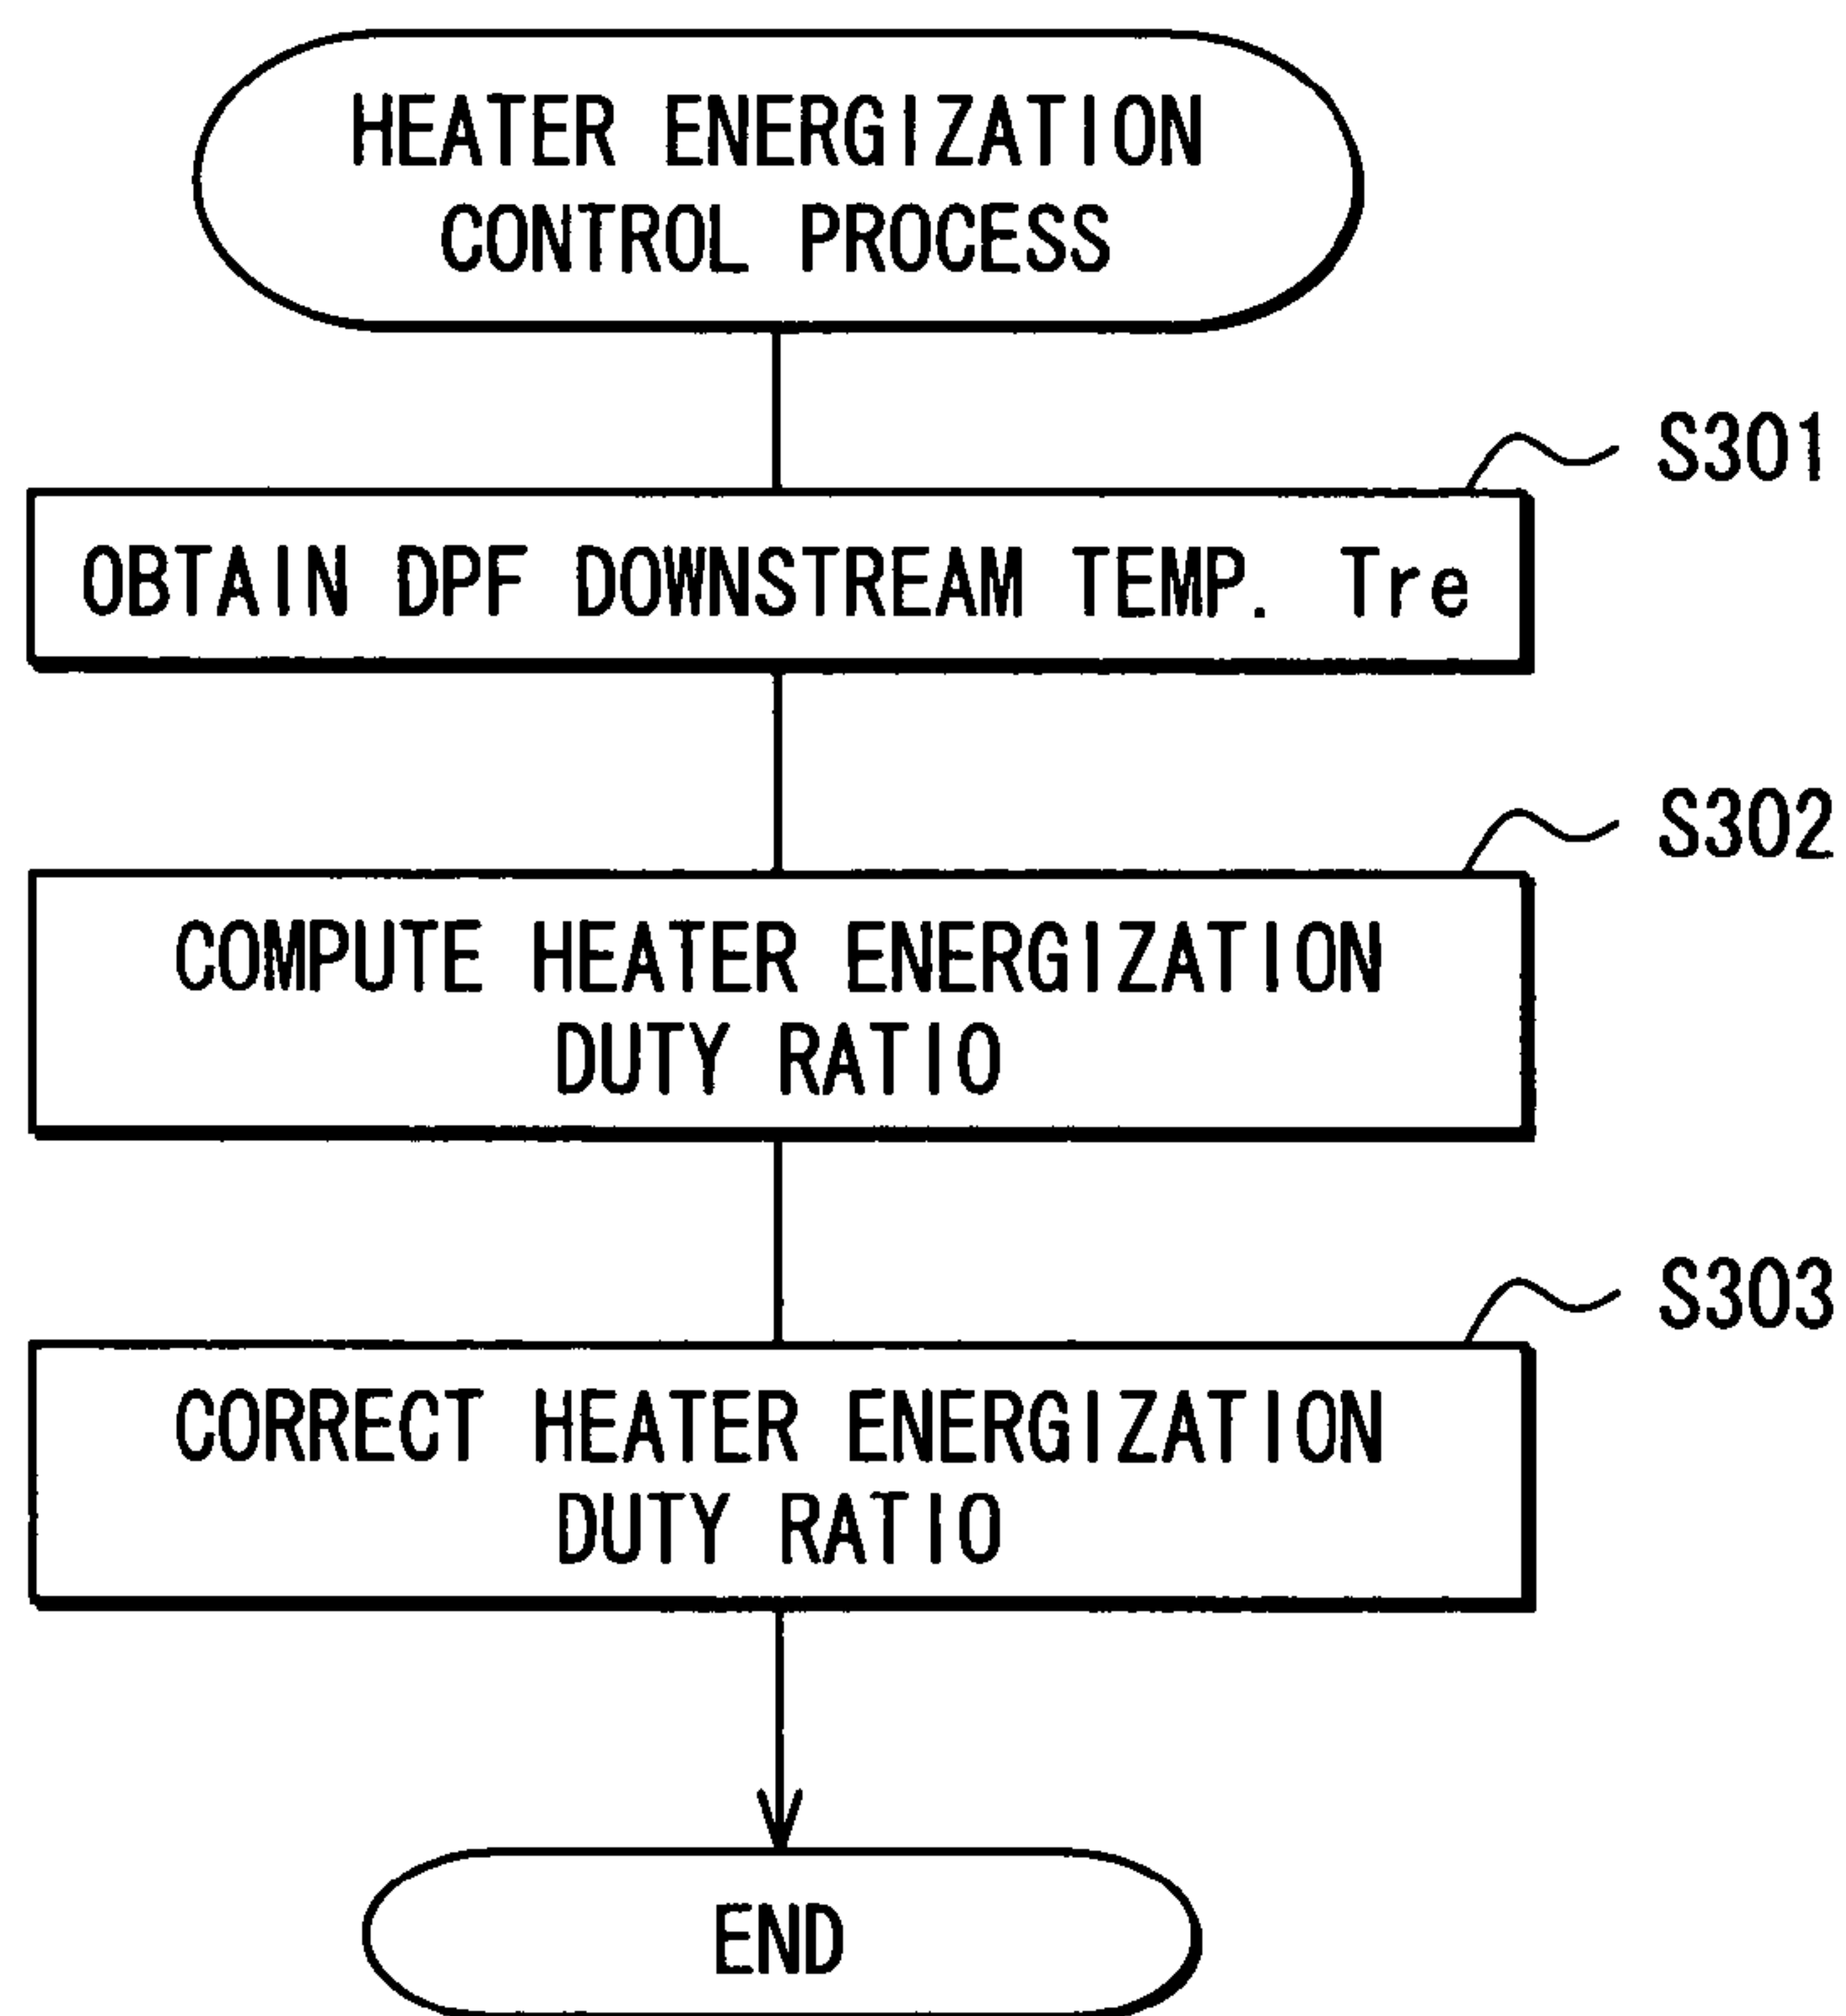 HEATER ENERGIZATION
CONTROL PROCESS
S301
OBTAIN DPF DOWNSTREAM TEMP. Tre
S302
COMPUTE HEATER ENERGIZATION
DUTY RATIO
S303
CORRECT HEATER ENERGIZATION
DUTY RATIO
END